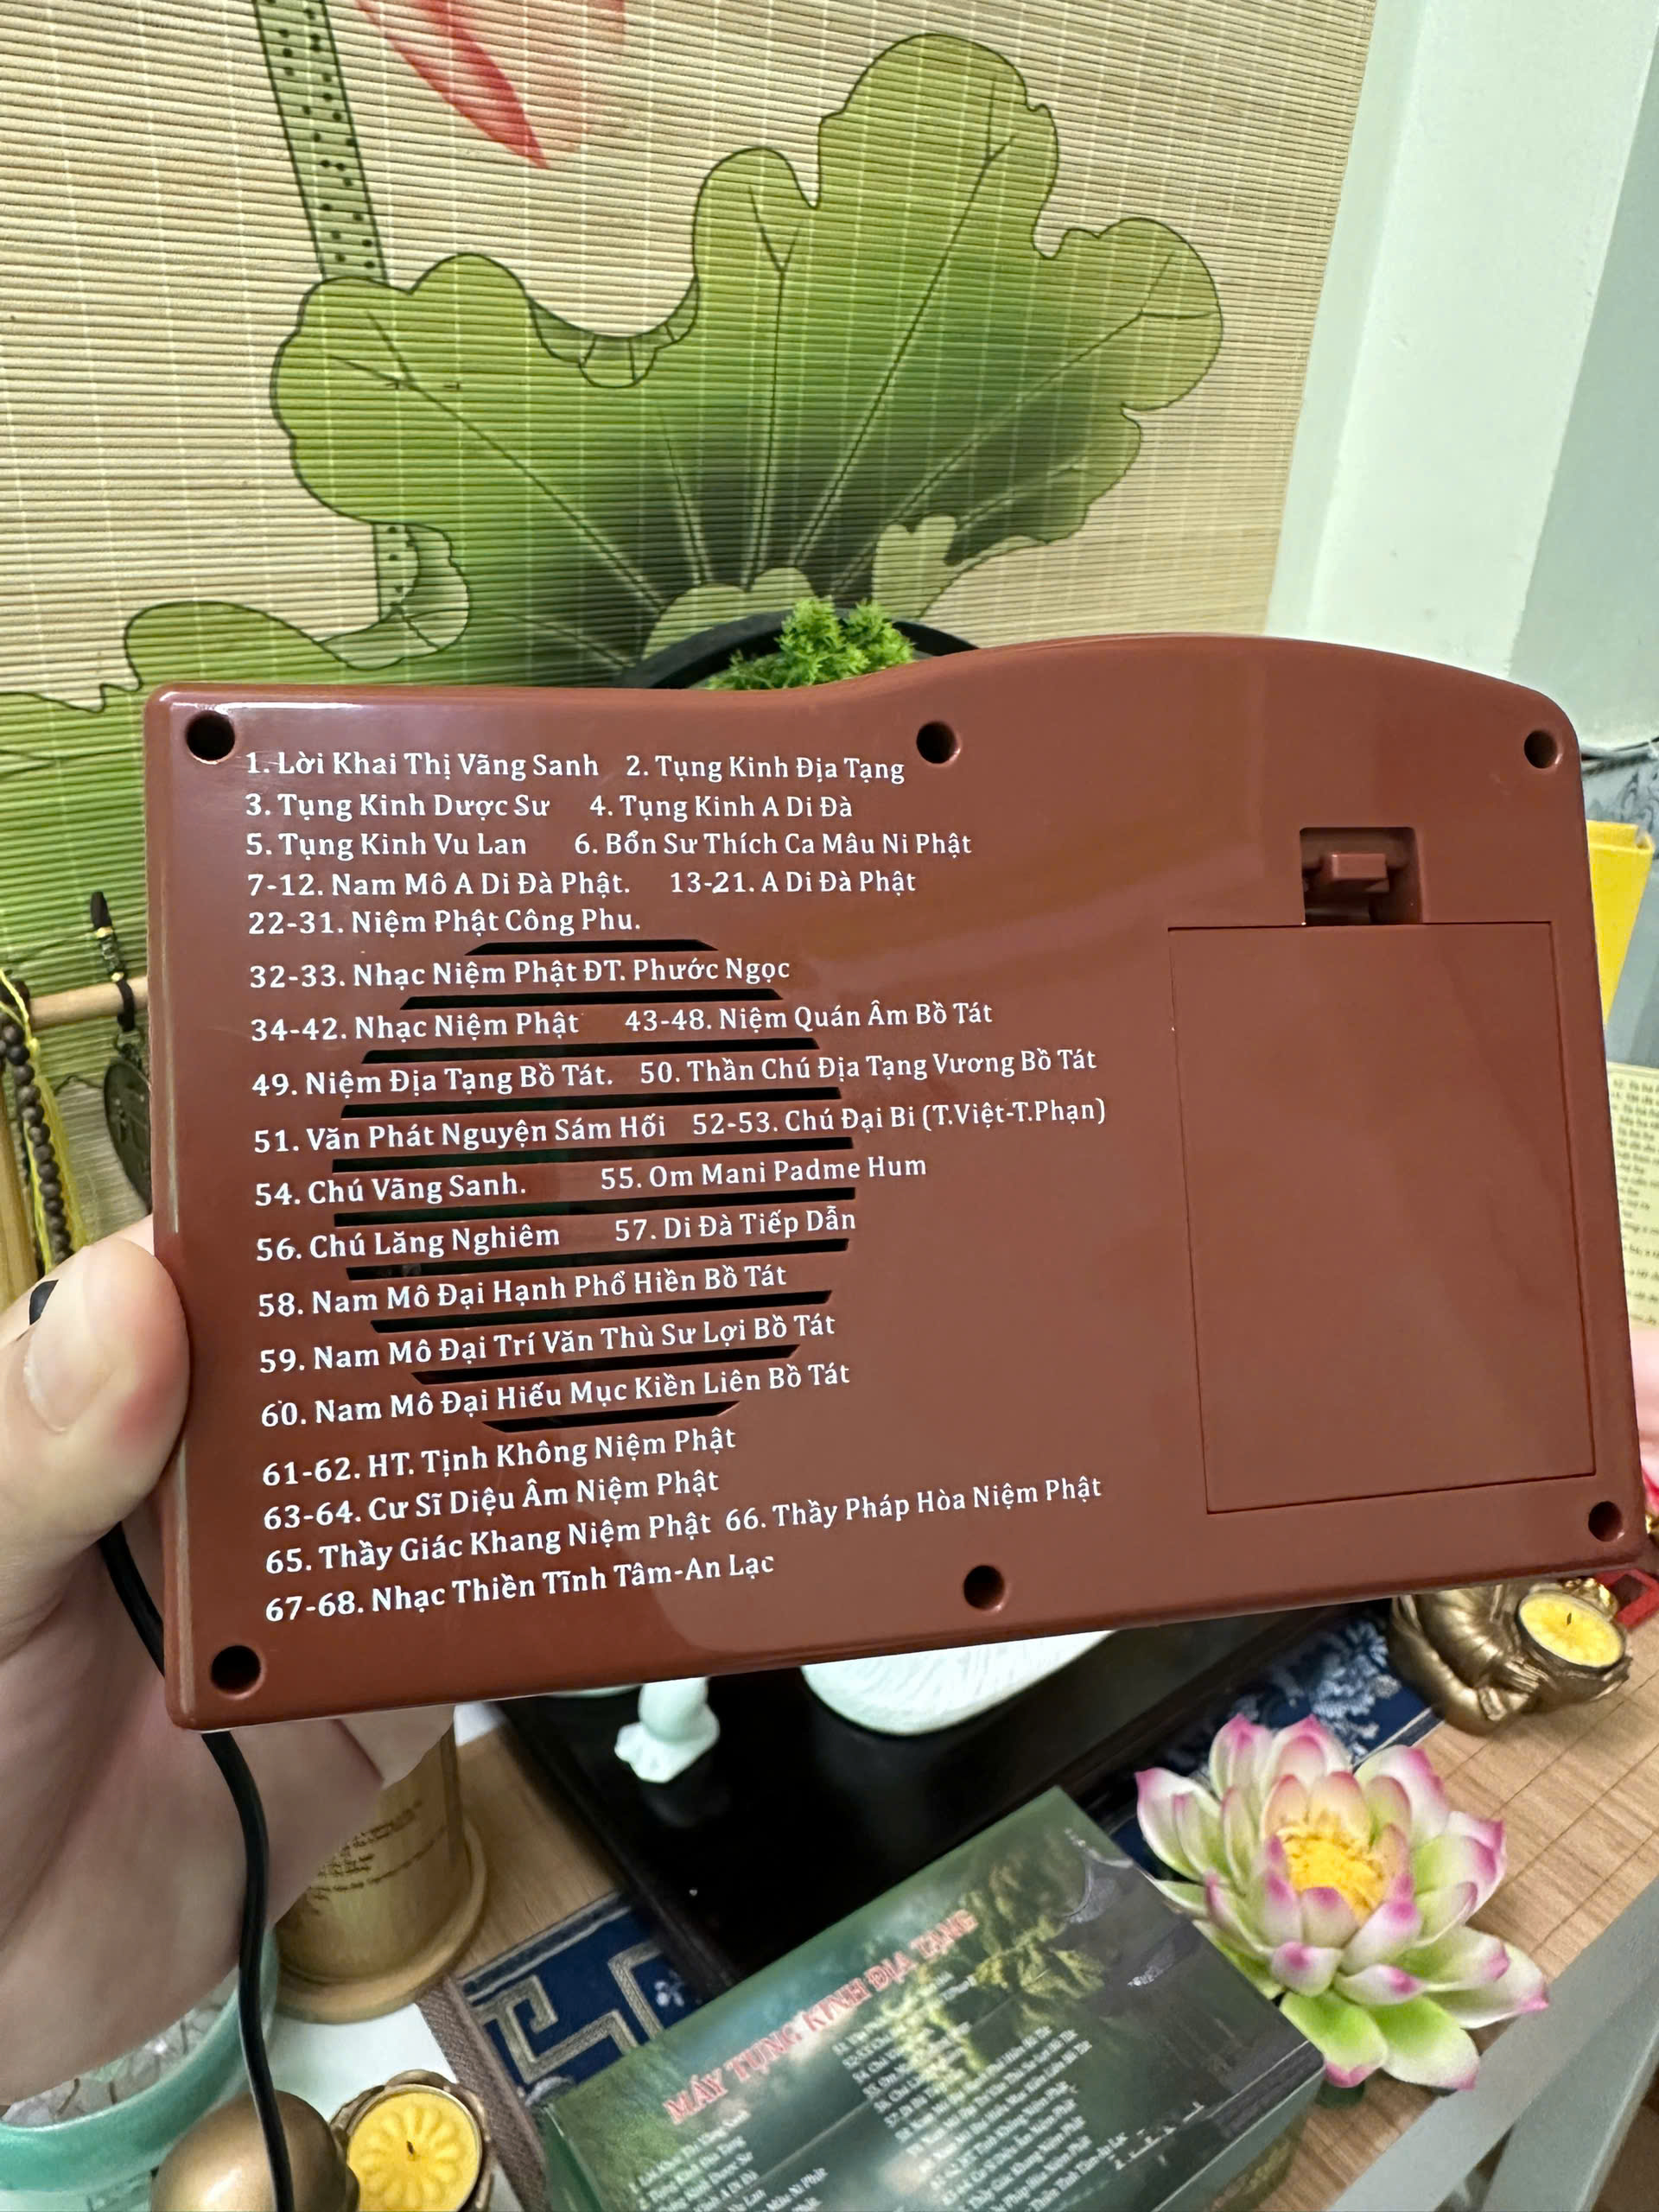 1. Lời Khai Thị Vãng Sanh 2. Tụng Kinh Địa Tạng
3. Tụng Kinh Dược Sư 4. Tụng Kinh A Di Đà
5. Tụng Kinh Vu Lan 6. Bổn Sư Thích Ca Mâu Ni Phật
7-12. Nam Mô A Di Đà Phật. 13-21. A Di Đà Phật
22-31. Niệm Phật Công Phu.
32-33. Nhạc Niệm Phật ĐT. Phước Ngọc
34-42. Nhạc Niệm Phật 43-48. Niệm Quán Âm Bồ Tát
49. Niệm Địa Tạng Bồ Tát. 50. Thần Chú Địa Tạng Vương Bồ Tát
51. Văn Phát Nguyện Sám Hối 52-53. Chú Đại Bi (T.Việt-T.Phạn)
54. Chú Vãng Sanh. 55. Om Mani Padme Hum
56. Chú Lăng Nghiêm 57. Di Đà Tiếp Dẫn
58. Nam Mô Đại Hạnh Phổ Hiền Bồ Tát
59. Nam Mô Đại Trí Văn Thù Sư Lợi Bồ Tát
60. Nam Mô Đại Hiếu Mục Kiền Liên Bồ Tát
61-62. HT. Tịnh Không Niệm Phật
63-64. Cư Sĩ Diệu Âm Niệm Phật
65. Thầy Giác Khang Niệm Phật 66. Thầy Pháp Hòa Niệm Phật
67-68. Nhạc Thiền Tĩnh Tâm-An Lạc
MÁY TỤNG KINH ĐỊA TẠNG